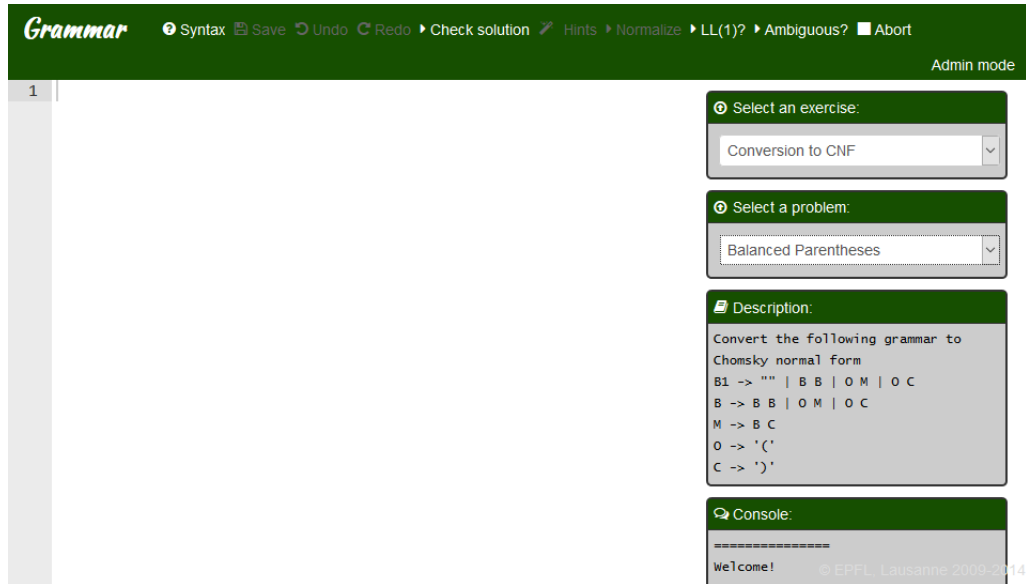 Grammar Syntax Save Undo Redo Check solution Hints Normalize LL(1)? Ambiguous? Abort
Admin mode
1
Select an exercise:
Conversion to CNF
Select a problem:
Balanced Parentheses
Description:
Convert the following grammar to
Chomsky normal form
B1 -> "" | B B | O M | O C
B -> B B | O M | O C
M -> B C
O -> '('
C -> ')'
Console:
===============
Welcome!
© EPFL. Lausanne 2009-2014